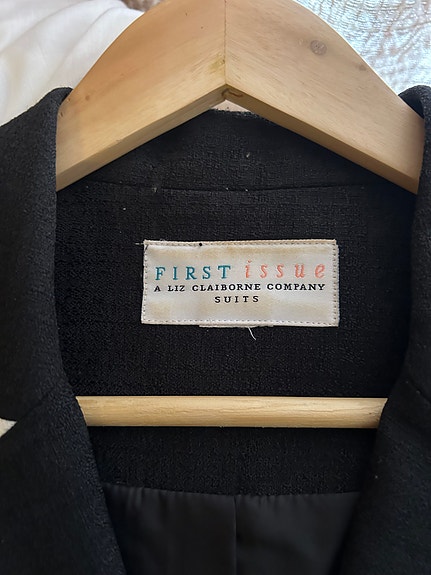 FIRST issue
A LIZ CLAIBORNE COMPANY
SUITS